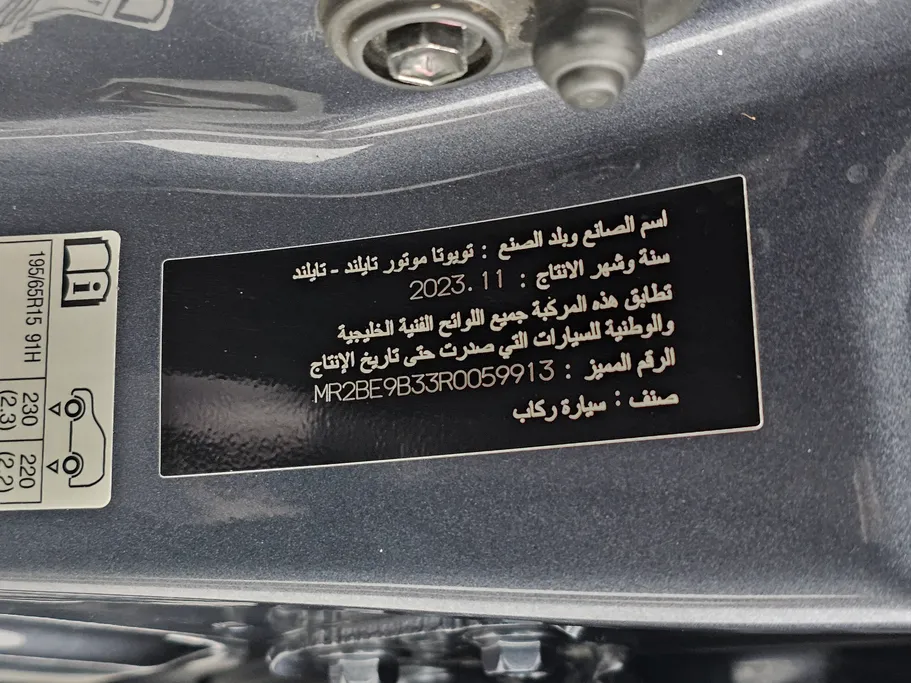 اسم الصانع وبلد الصنع : تويوتا موتور تايلند - تايلند
سنة وشهر الانتاج : 2023.11
تطابق هذه المركبة جميع اللوائح الفنية الخليجية
والوطنية للسيارات التي صدرت حتى تاريخ الإنتاج
الرقم المميز : MR2BE9B33R0059913
صنف : سيارة ركاب
195/65R15 91H
230
(2.3)
220
(2.2)